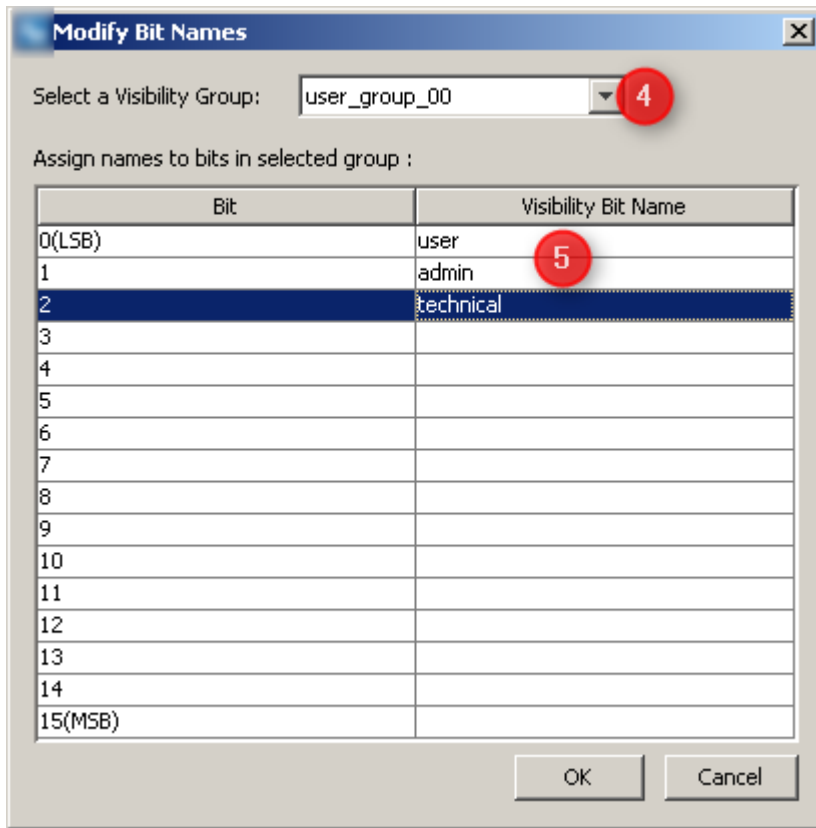 Modify Bit Names
Select a Visibility Group: user_group_00 4
Assign names to bits in selected group :
Bit Visibility Bit Name
0(LSB) user
5
1 admin
2 technical
3
4
5
6
7
8
9
10
11
12
13
14
15(MSB)
OK Cancel